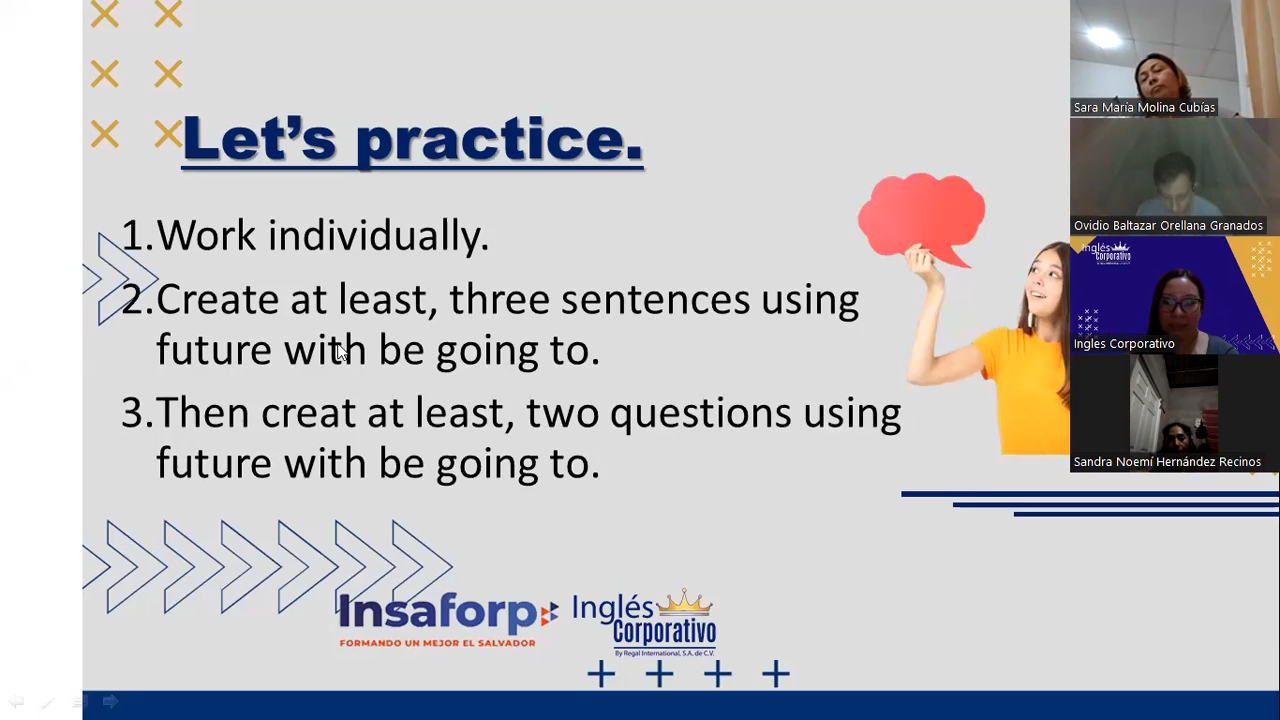 Let's practice.
1.Work individually.
2.Create at least, three sentences using
future with be going to.
3.Then creat at least, two questions using
future with be going to.
Insaforp
FORMANDO UN MEJOR EL SALVADOR
Inglés
Corporativo
By Regal International, S.A. de C.V.
Sara María Molina Cubías
Ovidio Baltazar Orellana Granados
Inglés
Corporativo
Ingles Corporativo
Sandra Noemí Hernández Recinos